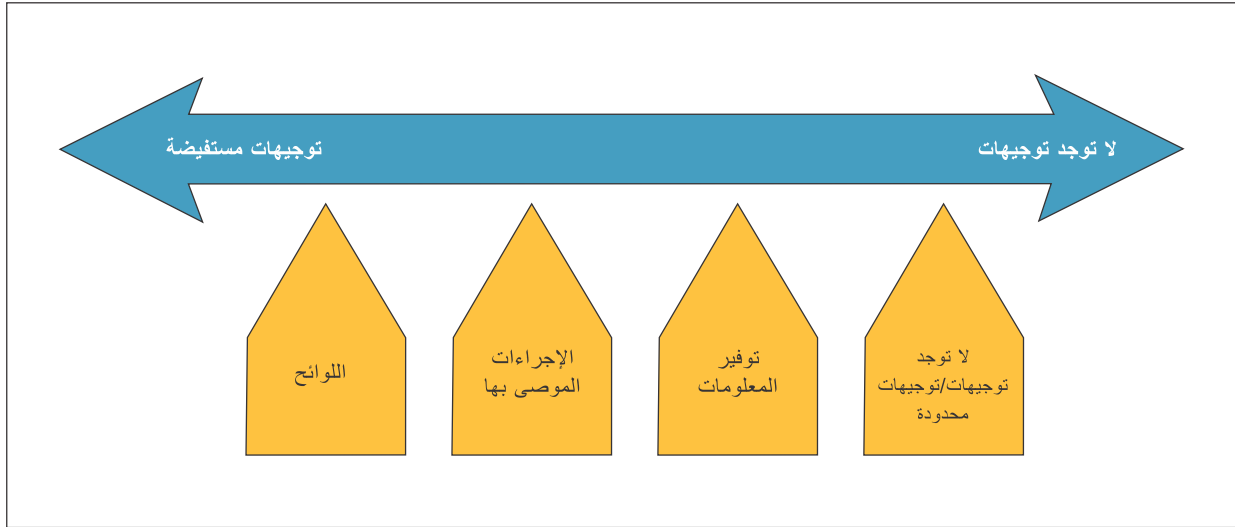 لا توجد توجيهات
توجيهات مستفيضة
لا توجد
توجيهات/توجيهات
محدودة
توفير
المعلومات
الإجراءات
الموصى بها
اللوائح